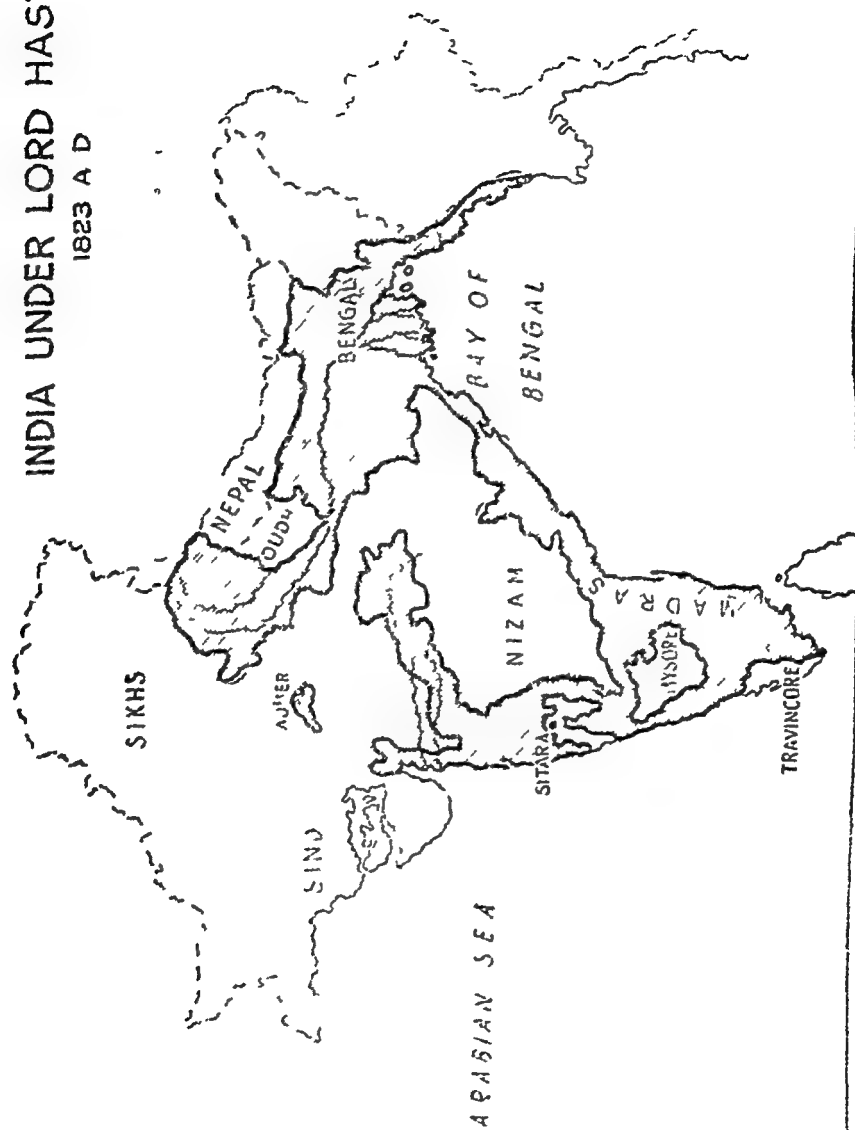 INDIA UNDER LORD HAS
1823 A D
SIKHS
NEPAL
OUDH
AJMER
SIND
BENGAL
BAY OF
BENGAL
NIZAM
SITARA
MADRAS
MYSORE
TRAVINCORE
ARABIAN SEA